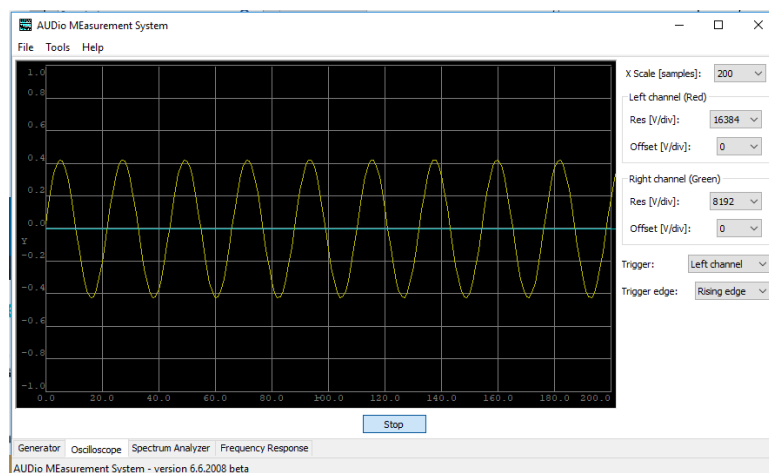 AUDio MEasurement System
File Tools Help
X Scale [samples]: 200
Left channel (Red)
Res [V/div]: 16384
Offset [V/div]: 0
Right channel (Green)
Res [V/div]: 8192
Offset [V/div]: 0
Trigger: Left channel
Trigger edge: Rising edge
1.0
0.8
0.6
0.4
0.2
0.0
Y
-0.2
-0.4
-0.6
-0.8
-1.0
0.0 20.0 40.0 60.0 80.0 100.0 120.0 140.0 160.0 180.0 200.0
Stop
Generator Oscilloscope Spectrum Analyzer Frequency Response
AUDio MEasurement System - version 6.6.2008 beta